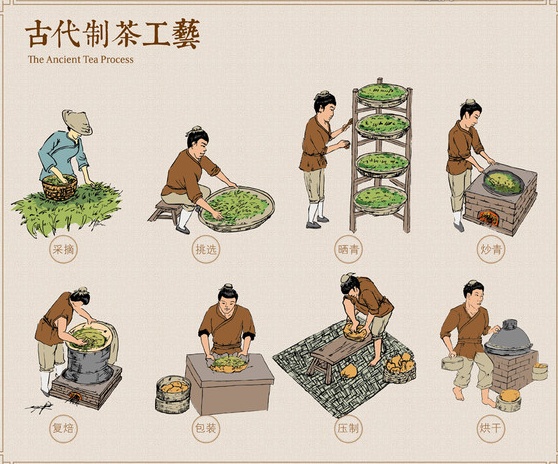 古代制茶工藝
The Ancient Tea Process
采摘
挑选
晒青
炒青
复焙
包装
压制
烘干